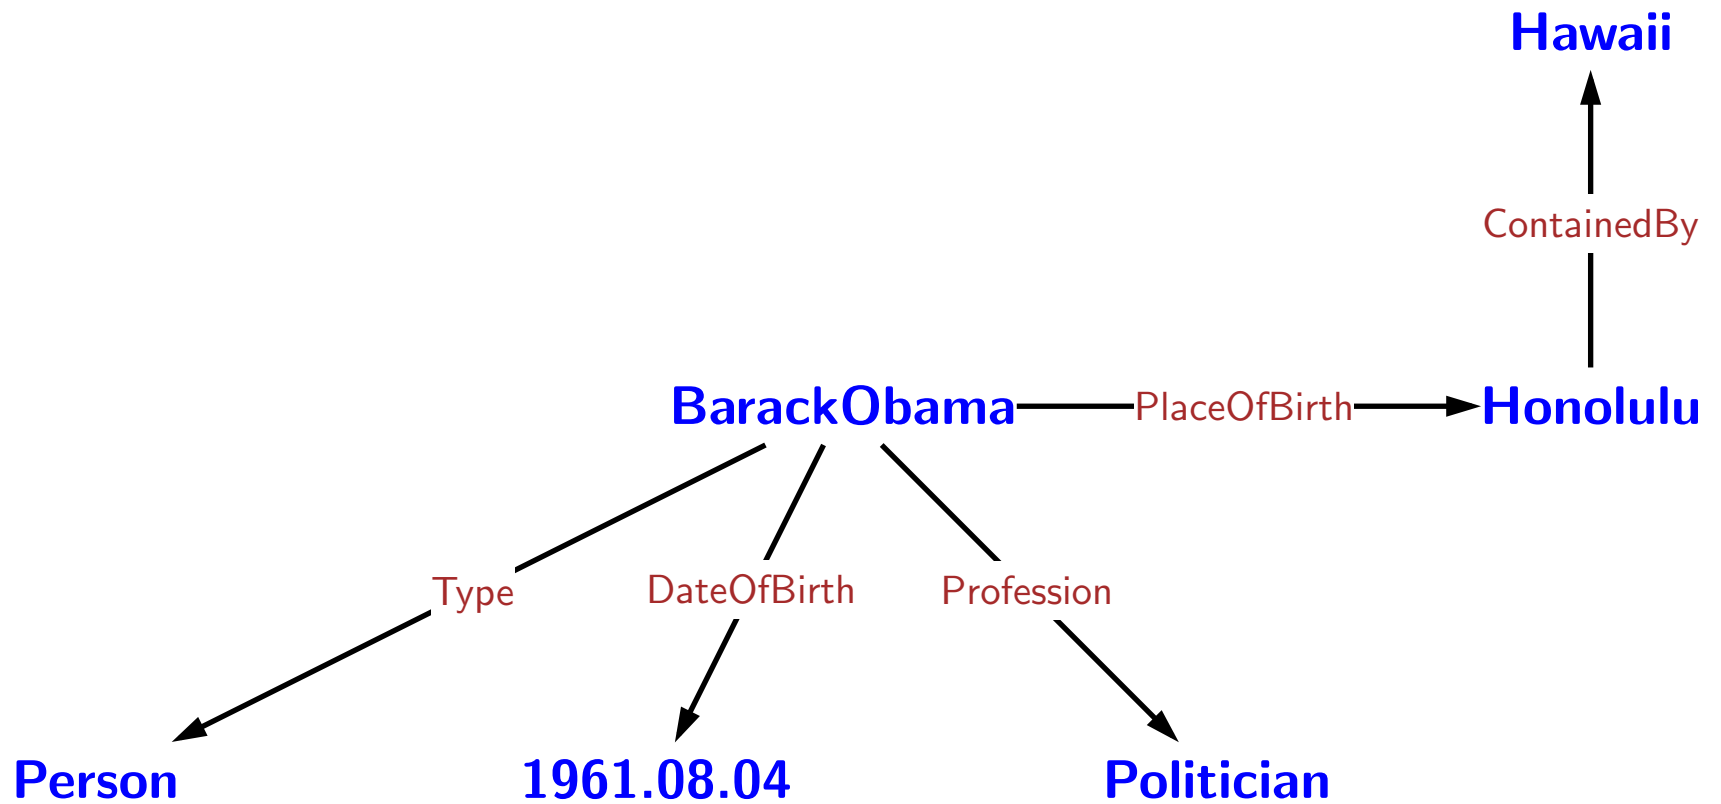 Hawaii
ContainedBy
BarackObama PlaceOfBirth Honolulu
Type DateOfBirth Profession
Person 1961.08.04 Politician